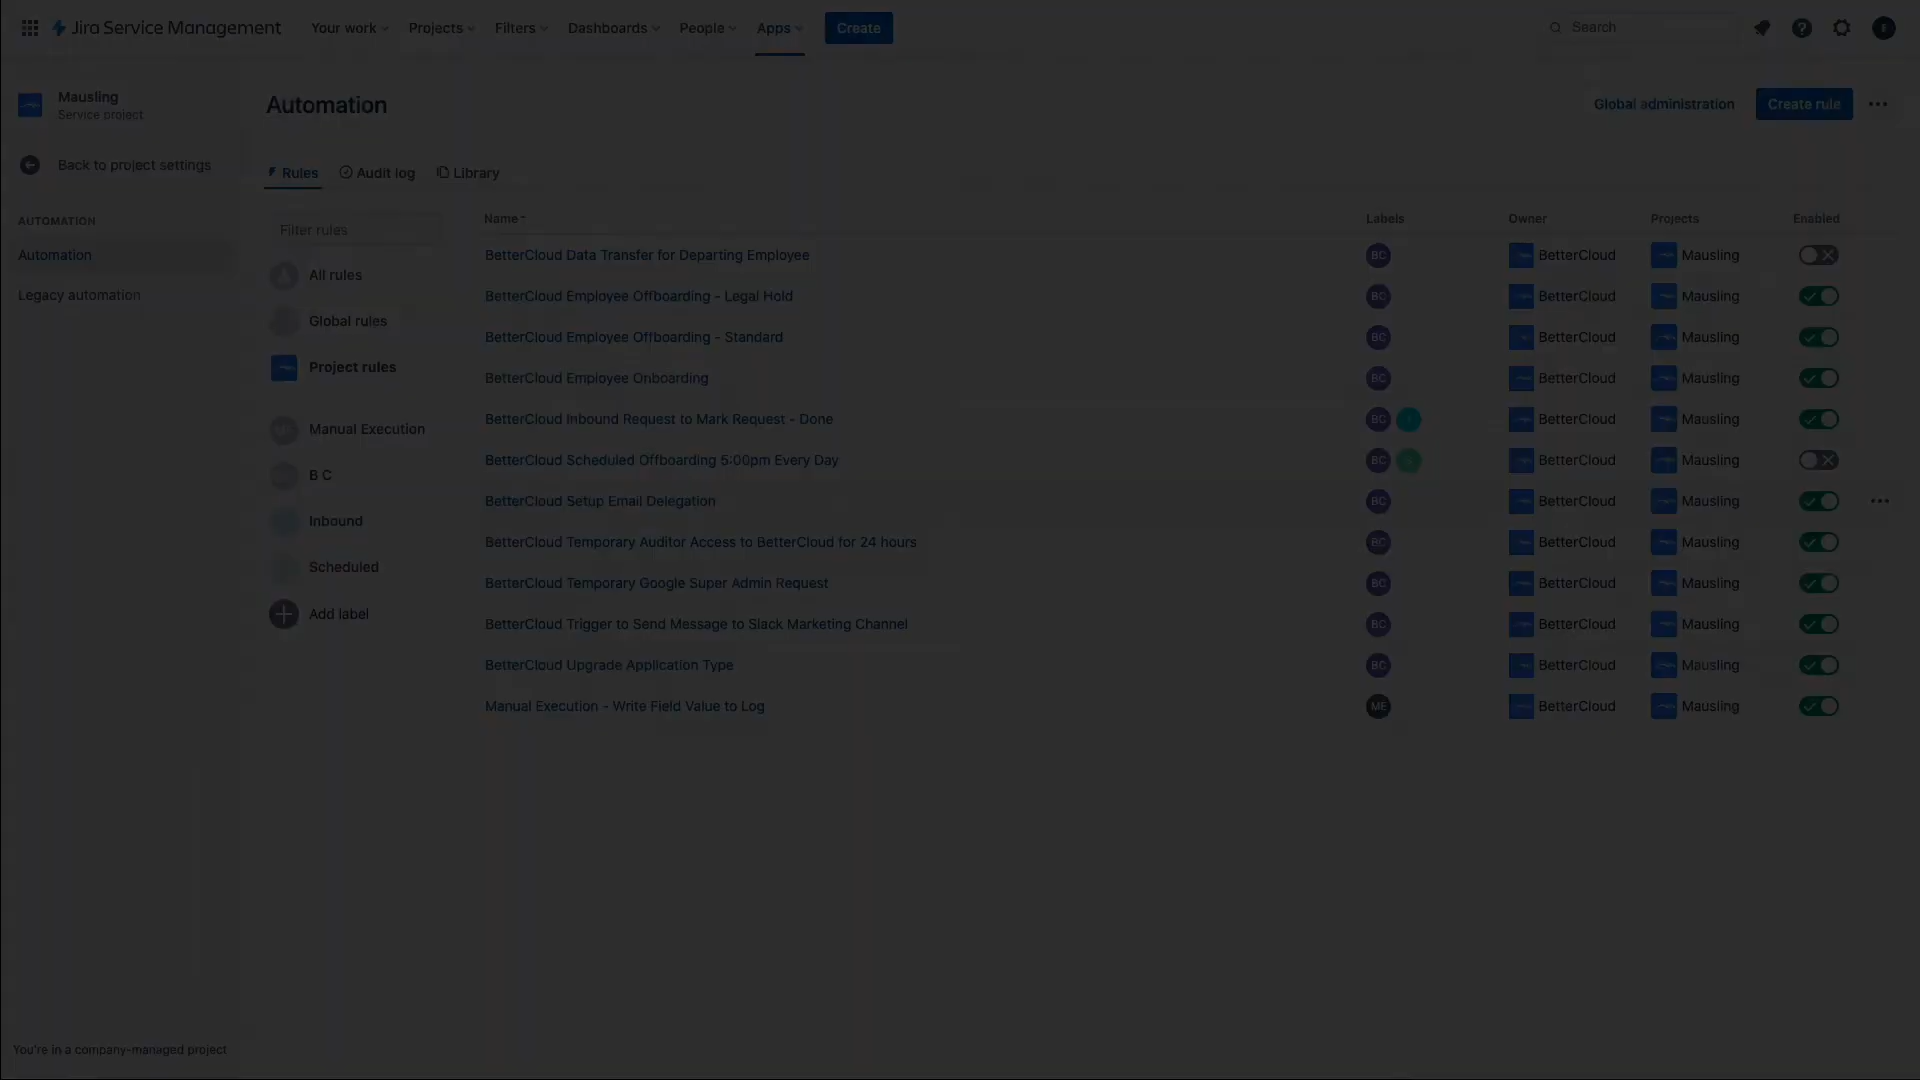 Jira Service Management Your work Projects Filters Dashboards People Apps Create Search
Mausling
Service project
Back to project settings
AUTOMATION
Automation
Legacy automation
You're in a company-managed project
Automation
Global administration Create rule
Rules Audit log Library
Filter rules
All rules
Global rules
Project rules
Manual Execution
BC B C
Inbound
Scheduled
Add label
Name Labels Owner Projects Enabled
BetterCloud Data Transfer for Departing Employee BC BetterCloud Mausling
BetterCloud Employee Offboarding - Legal Hold BC BetterCloud Mausling
BetterCloud Employee Offboarding - Standard BC BetterCloud Mausling
BetterCloud Employee Onboarding BC BetterCloud Mausling
BetterCloud Inbound Request to Mark Request - Done BC BetterCloud Mausling
BetterCloud Scheduled Offboarding 5:00pm Every Day BC BetterCloud Mausling
BetterCloud Setup Email Delegation BC BetterCloud Mausling
BetterCloud Temporary Auditor Access to BetterCloud for 24 hours BC BetterCloud Mausling
BetterCloud Temporary Google Super Admin Request BC BetterCloud Mausling
BetterCloud Trigger to Send Message to Slack Marketing Channel BC BetterCloud Mausling
BetterCloud Upgrade Application Type BC BetterCloud Mausling
Manual Execution - Write Field Value to Log ME BetterCloud Mausling